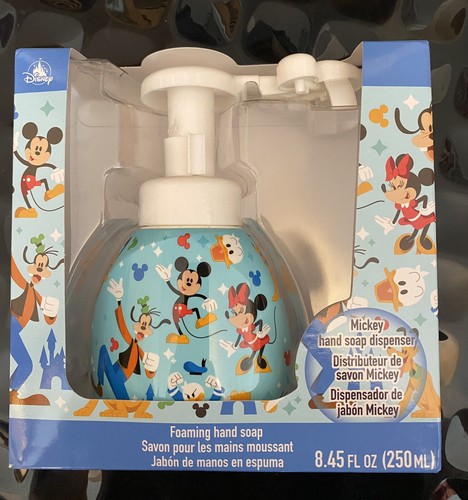 Disney
Mickey
hand soap dispenser
Distributeur de
savon Mickey
Dispensador de
jabón Mickey
Foaming hand soap
Savon pour les mains moussant
Jabón de manos en espuma
8.45 FL OZ (250 ML)